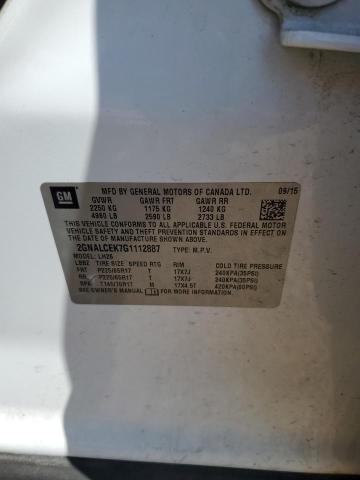 GM
MFD BY GENERAL MOTORS OF CANADA LTD. 09/15
GVWR GAWR FRT GAWR RR
2250 KG 1175 KG 1240 KG
4960 LB 2590 LB 2733 LB
THIS VEHICLE CONFORMS TO ALL APPLICABLE U.S. FEDERAL MOTOR
VEHICLE SAFETY AND THEFT PREVENTION STANDARDS IN EFFECT ON
THE DATE OF MANUFACTURE SHOWN ABOVE.
2GNALCEK7G1112887 TYPE: M.P.V.
MODEL: LH26
TIRE SIZE SPEED RTG RIM COLD TIRE PRESSURE
FRT P225/65R17 T 17X7J 240KPA(35PSI)
RR P225/65R17 T 17X7J 240KPA(35PSI)
SPA T145/70R17 M 17X4.5T 420KPA(60PSI)
SEE OWNER'S MANUAL FOR MORE INFORMATION.